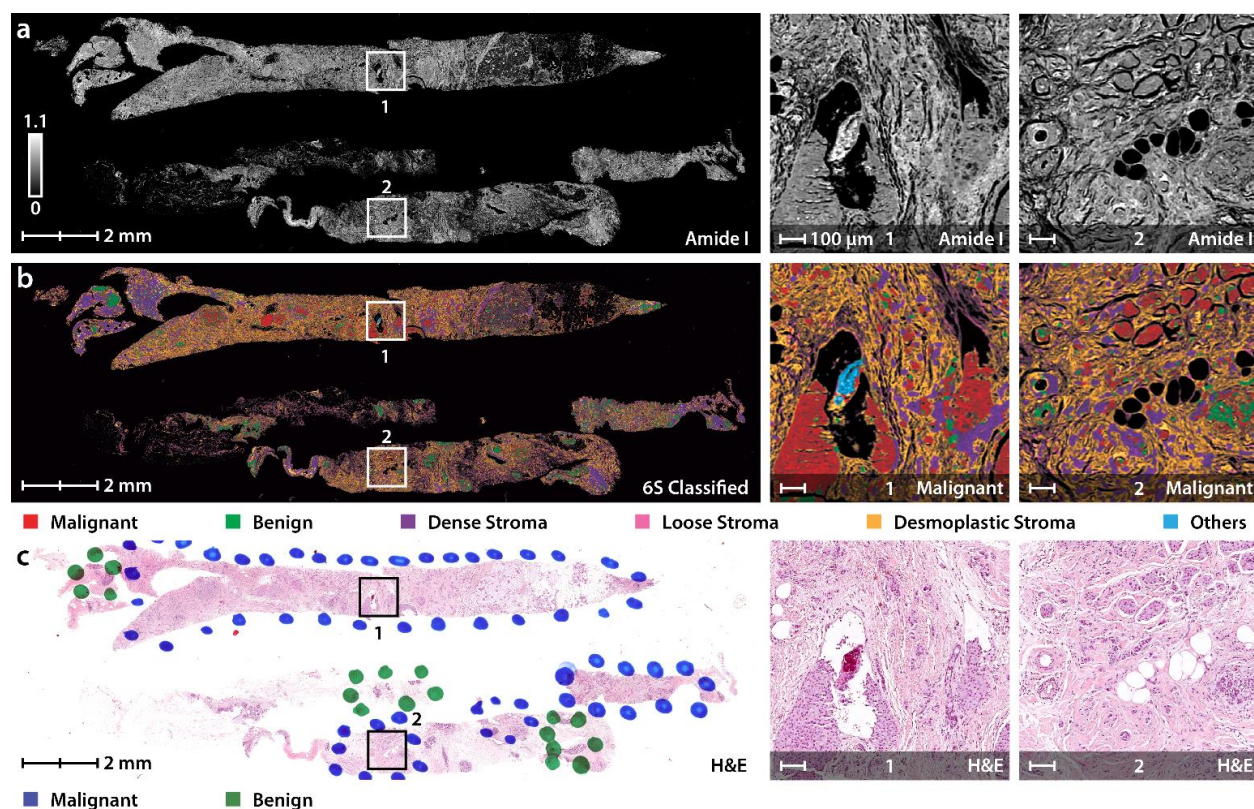 a
1
1.1
0
2
2 mm
Amide I
100 µm 1 Amide I
2 Amide I
b
1
2
2 mm
6S Classified
1 Malignant
2 Malignant
Malignant Benign Dense Stroma Loose Stroma Desmoplastic Stroma Others
c
1
2
2 mm
H&E
1 H&E
2 H&E
Malignant Benign